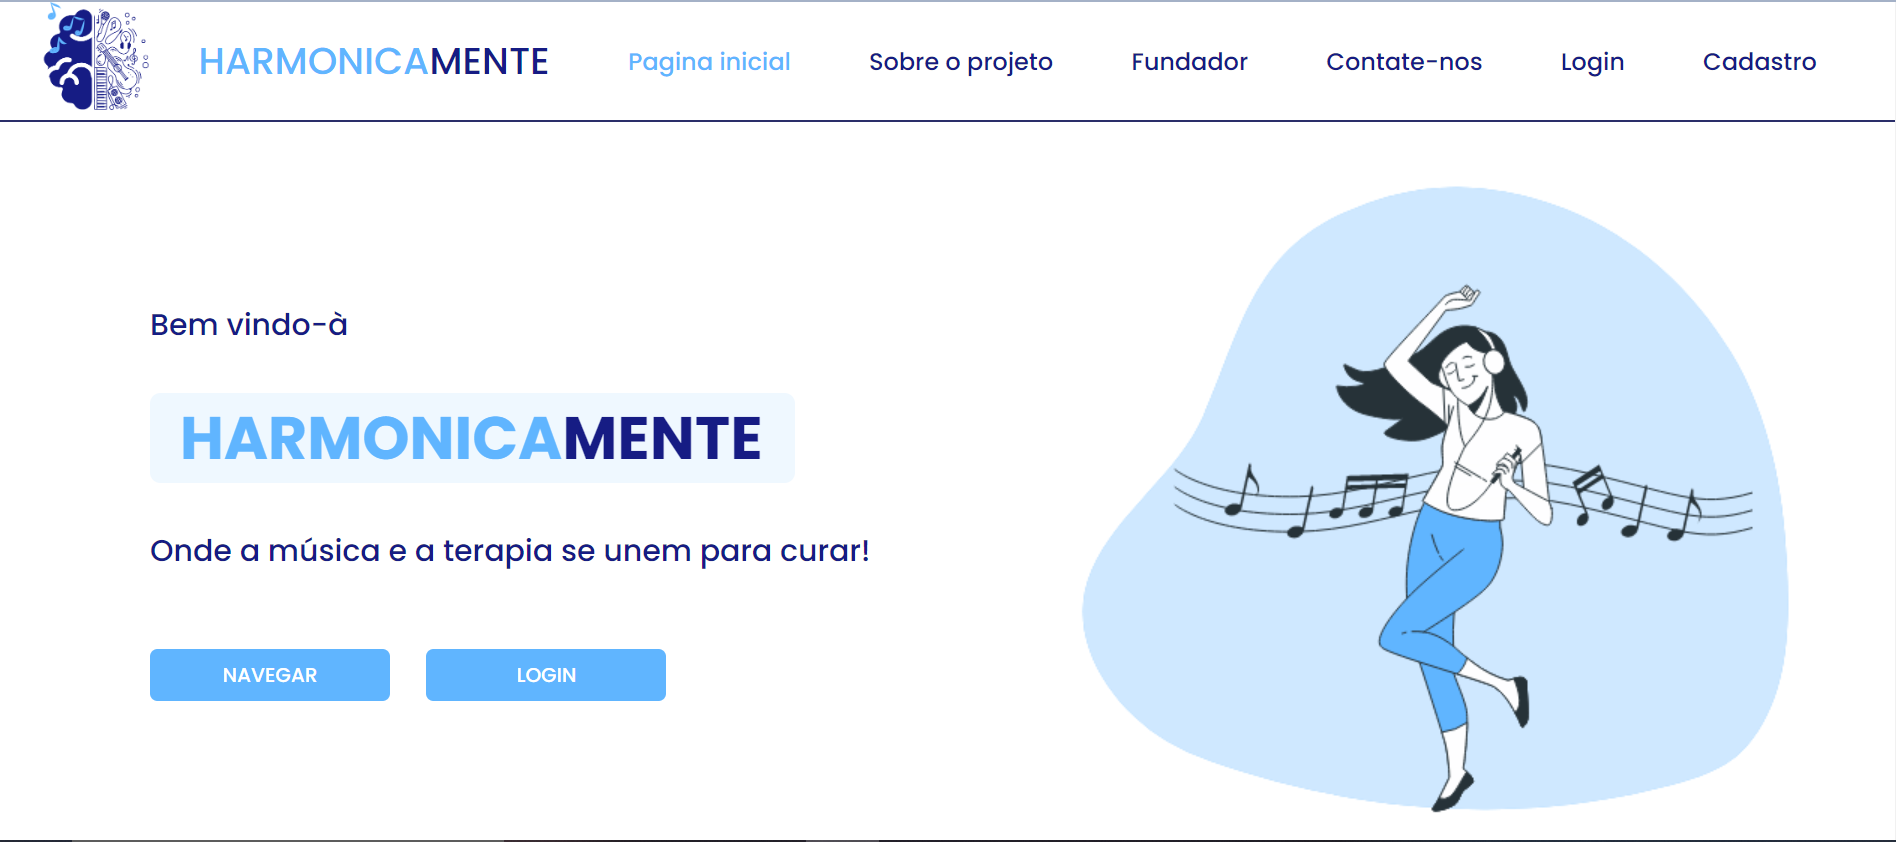 HARMONICAMENTE Pagina inicial Sobre o projeto Fundador Contate-nos Login Cadastro
Bem vindo-à
HARMONICAMENTE
Onde a música e a terapia se unem para curar!
NAVEGAR LOGIN